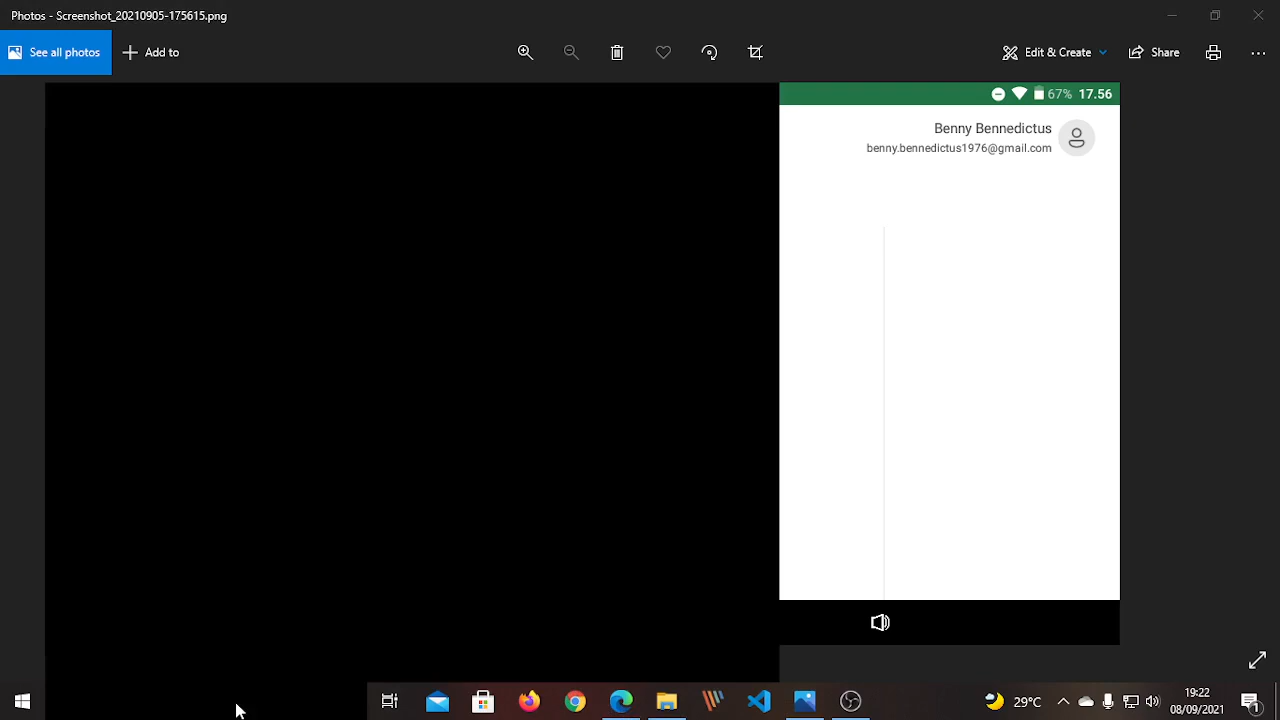 Photos - Screenshot_20210905-175615.png
See all photos
Add to
Edit & Create
Share
67% 17.56
Benny Bennedictus
benny.bennedictus1976@gmail.com
29°C
19:22
08/09/2021
1